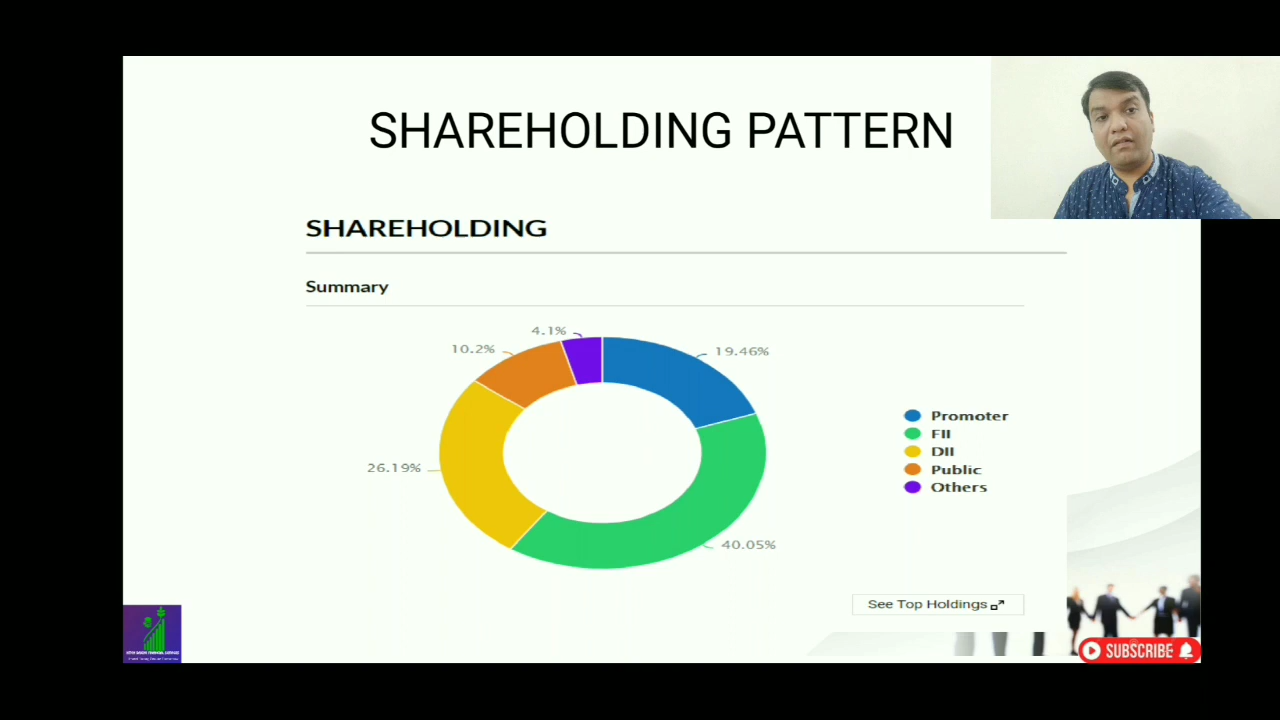 SHAREHOLDING PATTERN
SHAREHOLDING
Summary
4.1%
10.2%
19.46%
26.19%
40.05%
Promoter
FII
DII
Public
Others
See Top Holdings
SUBSCRIBE